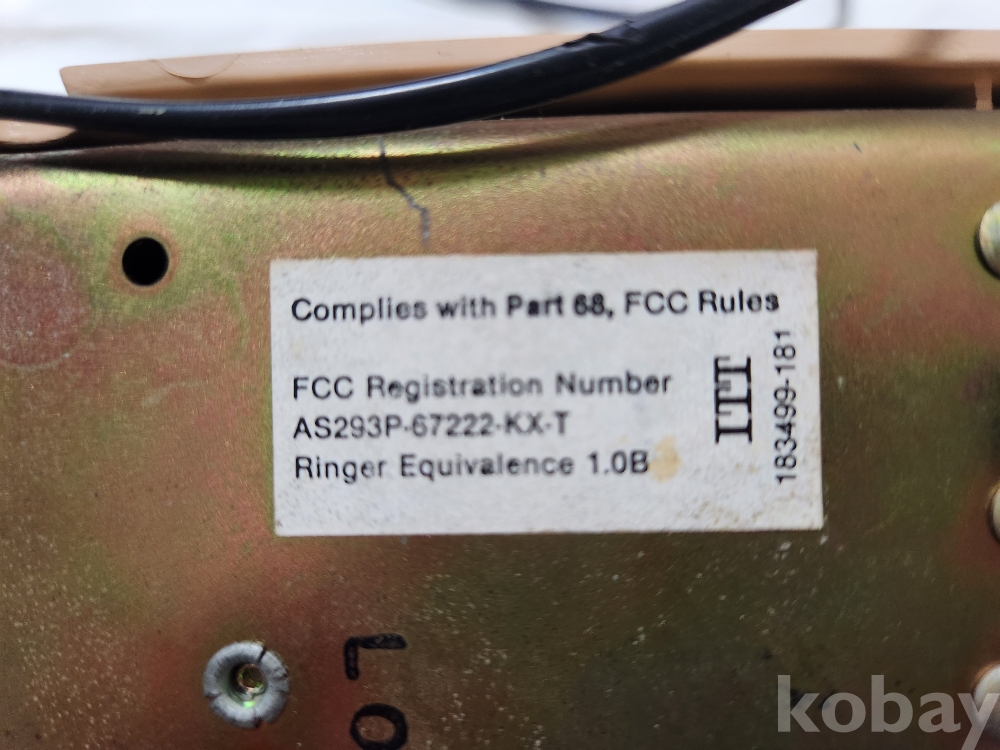 Complies with Part 68, FCC Rules
FCC Registration Number
AS293P-67222-KX-T
Ringer Equivalence 1.0B
ITT
183499-181
LO
kobay